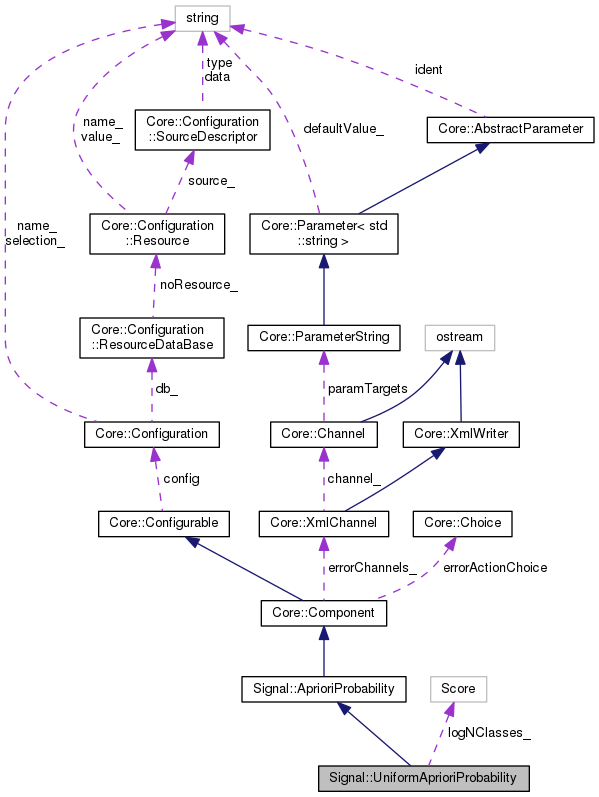 string
type
data
ident
name_
value_
Core::Configuration
::SourceDescriptor
defaultValue_
Core::AbstractParameter
source_
name_
selection_
Core::Configuration
::Resource
Core::Parameter< std
::string >
noResource_
Core::Configuration
::ResourceDataBase
Core::ParameterString
ostream
db_
paramTargets
Core::Configuration
Core::Channel
Core::XmlWriter
config
channel_
Core::Configurable
Core::XmlChannel
Core::Choice
errorChannels_
errorActionChoice
Core::Component
Signal::AprioriProbability
Score
logNClasses_
Signal::UniformAprioriProbability